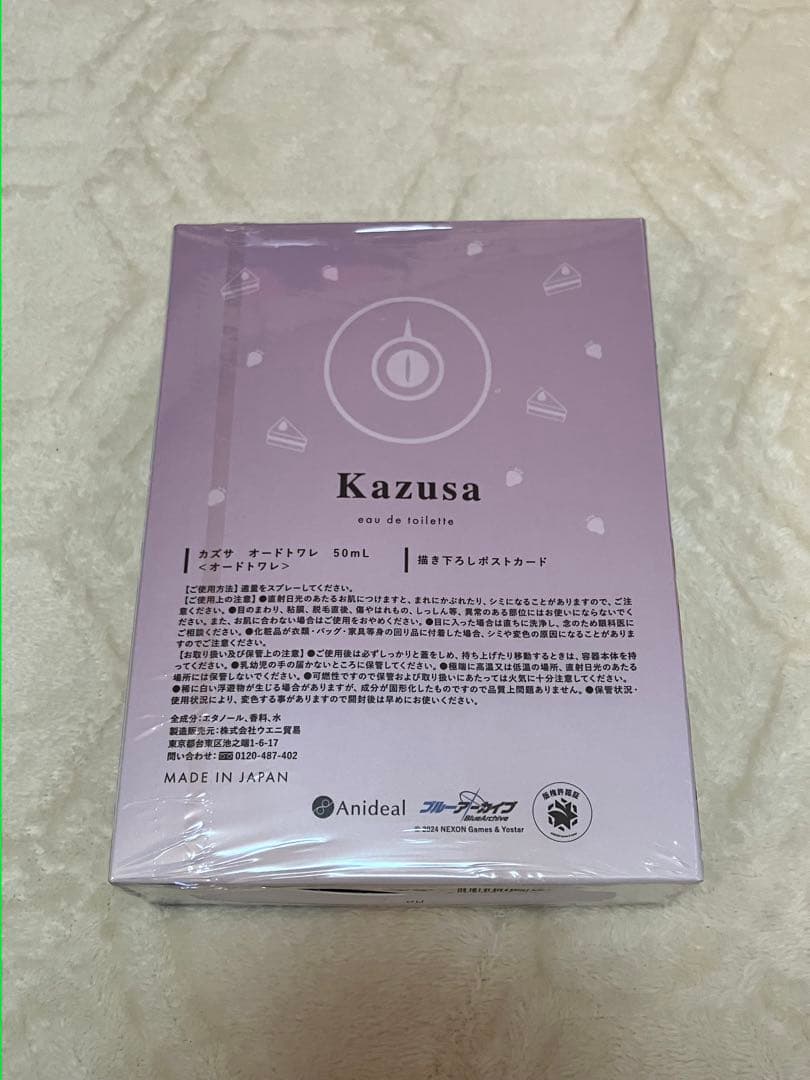 Kazusa
eau de toilette
カズサ オードトワレ 50mL
<オードトワレ>
描き下ろしポストカード
【ご使用方法】適量をスプレーしてください。
【ご使用上の注意】●直射日光のあたるお肌につけますと、まれにかぶれたり、シミになることがありますので、ご注
意ください。●目のまわり、粘膜、脱毛直後、傷やはれもの、しっしん等、異常のある部位にはお使いにならないでく
ださい。また、お肌に合わない場合はご使用をおやめください。●目に入った場合は直ちに洗浄し、念のため眼科医に
ご相談ください。●化粧品が衣類・バッグ・家具等身の回り品に付着した場合、シミや変色の原因になることがありま
すのでご注意ください。
【お取り扱い及び保管上の注意】●ご使用後は必ずしっかりと蓋をしめ、持ち上げたり移動するときは、容器本体を持
ってください。●乳幼児の手の届かないところに保管してください。●極端に高温又は低温の場所、直射日光のあたる
場所には保管しないでください。●可燃性ですので保管および取り扱いにあたっては火気に十分注意してください。
●稀に白い浮遊物が生じる場合がありますが、成分が固形化したものですので品質上問題ありません。●保管状況・
使用状況により、変色する事がありますので開封後は早めにお使いください。
全成分:エタノール、香料、水
製造販売元:株式会社ウエニ貿易
東京都台東区池之端1-6-17
問い合わせ:0120-487-402
MADE IN JAPAN
Anideal
ブルーアーカイブ
BlueArchive
© 2024 NEXON Games & Yostar
版権許諾証